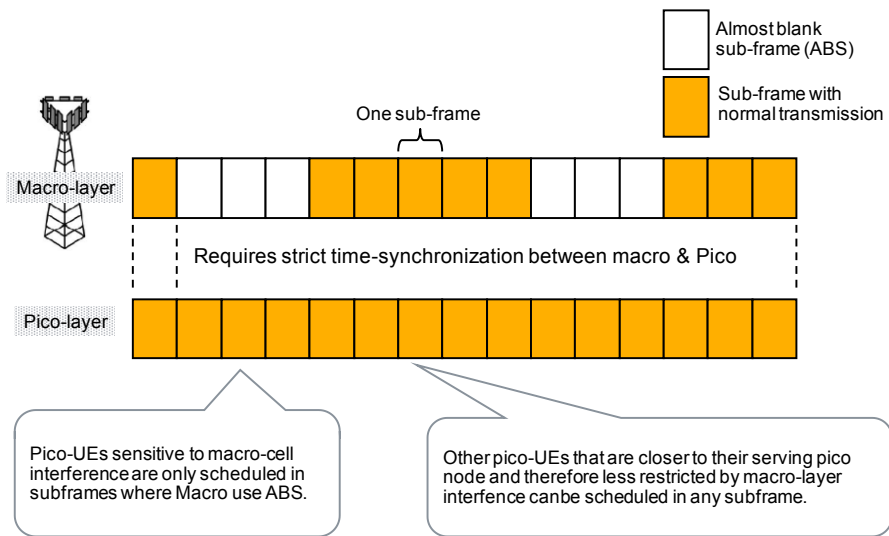 Almost blank
sub-frame (ABS)
Sub-frame with
normal transmission
One sub-frame
Macro-layer
Requires strict time-synchronization between macro & Pico
Pico-layer
Pico-UEs sensitive to macro-cell
interference are only scheduled in
subframes where Macro use ABS.
Other pico-UEs that are closer to their serving pico
node and therefore less restricted by macro-layer
interfence canbe scheduled in any subframe.